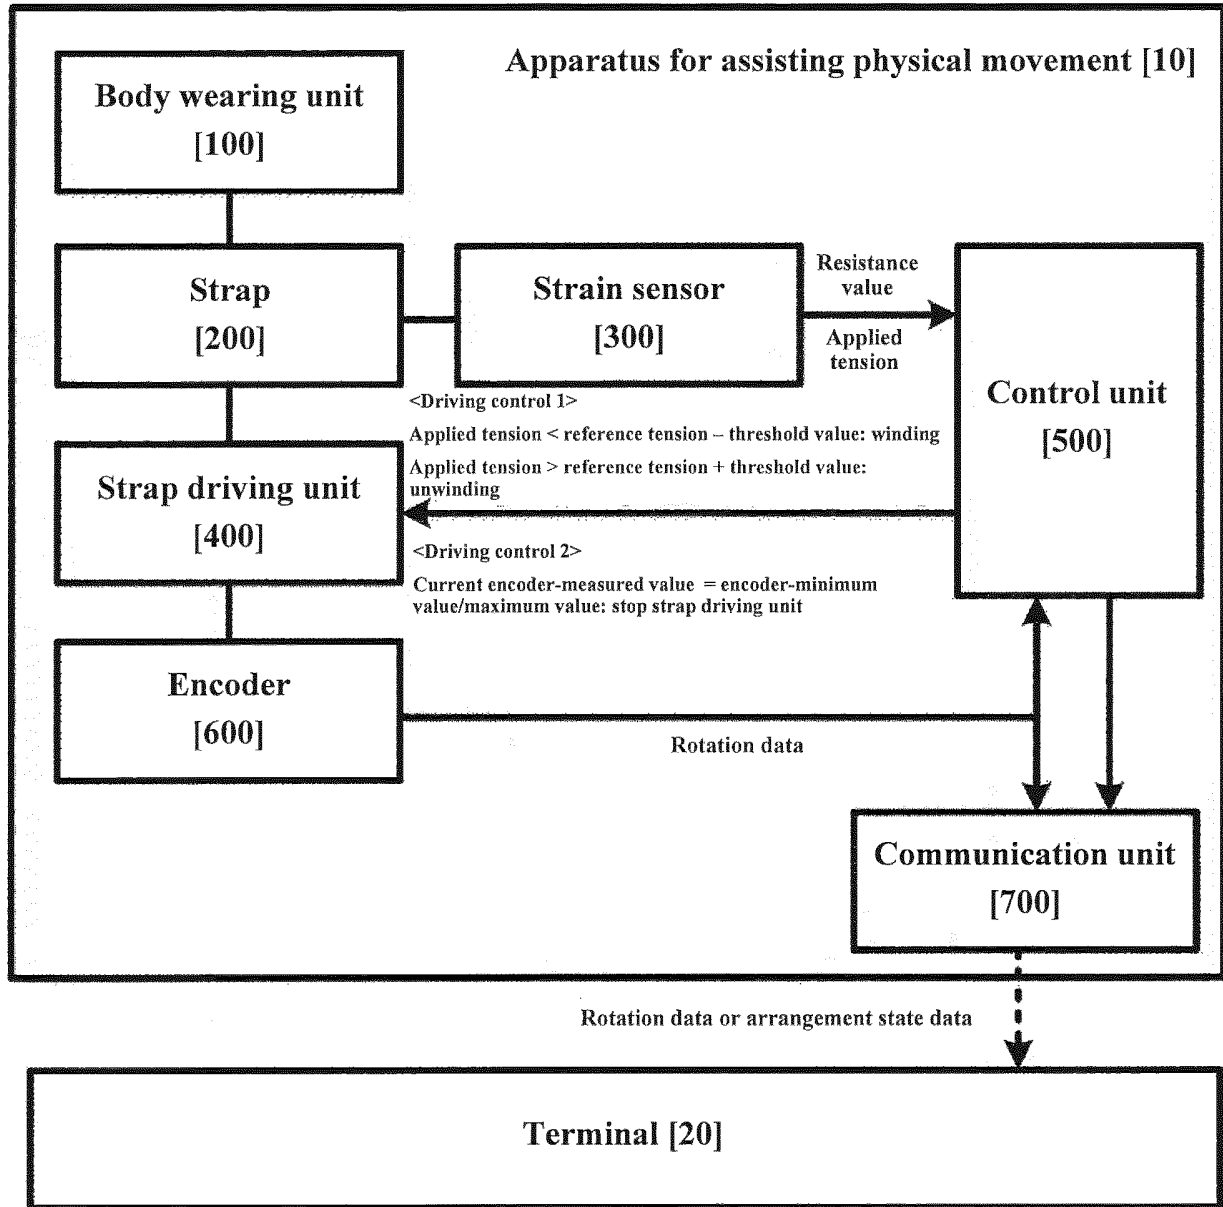 Apparatus for assisting physical movement [10]
Body wearing unit
[100]
Strap
[200]
Strain sensor
[300]
Resistance
value
Applied
tension
Control unit
[500]
<Driving control 1>
Applied tension < reference tension – threshold value: winding
Applied tension > reference tension + threshold value:
unwinding
Strap driving unit
[400]
<Driving control 2>
Current encoder-measured value = encoder-minimum
value/maximum value: stop strap driving unit
Encoder
[600]
Rotation data
Communication unit
[700]
Rotation data or arrangement state data
Terminal [20]